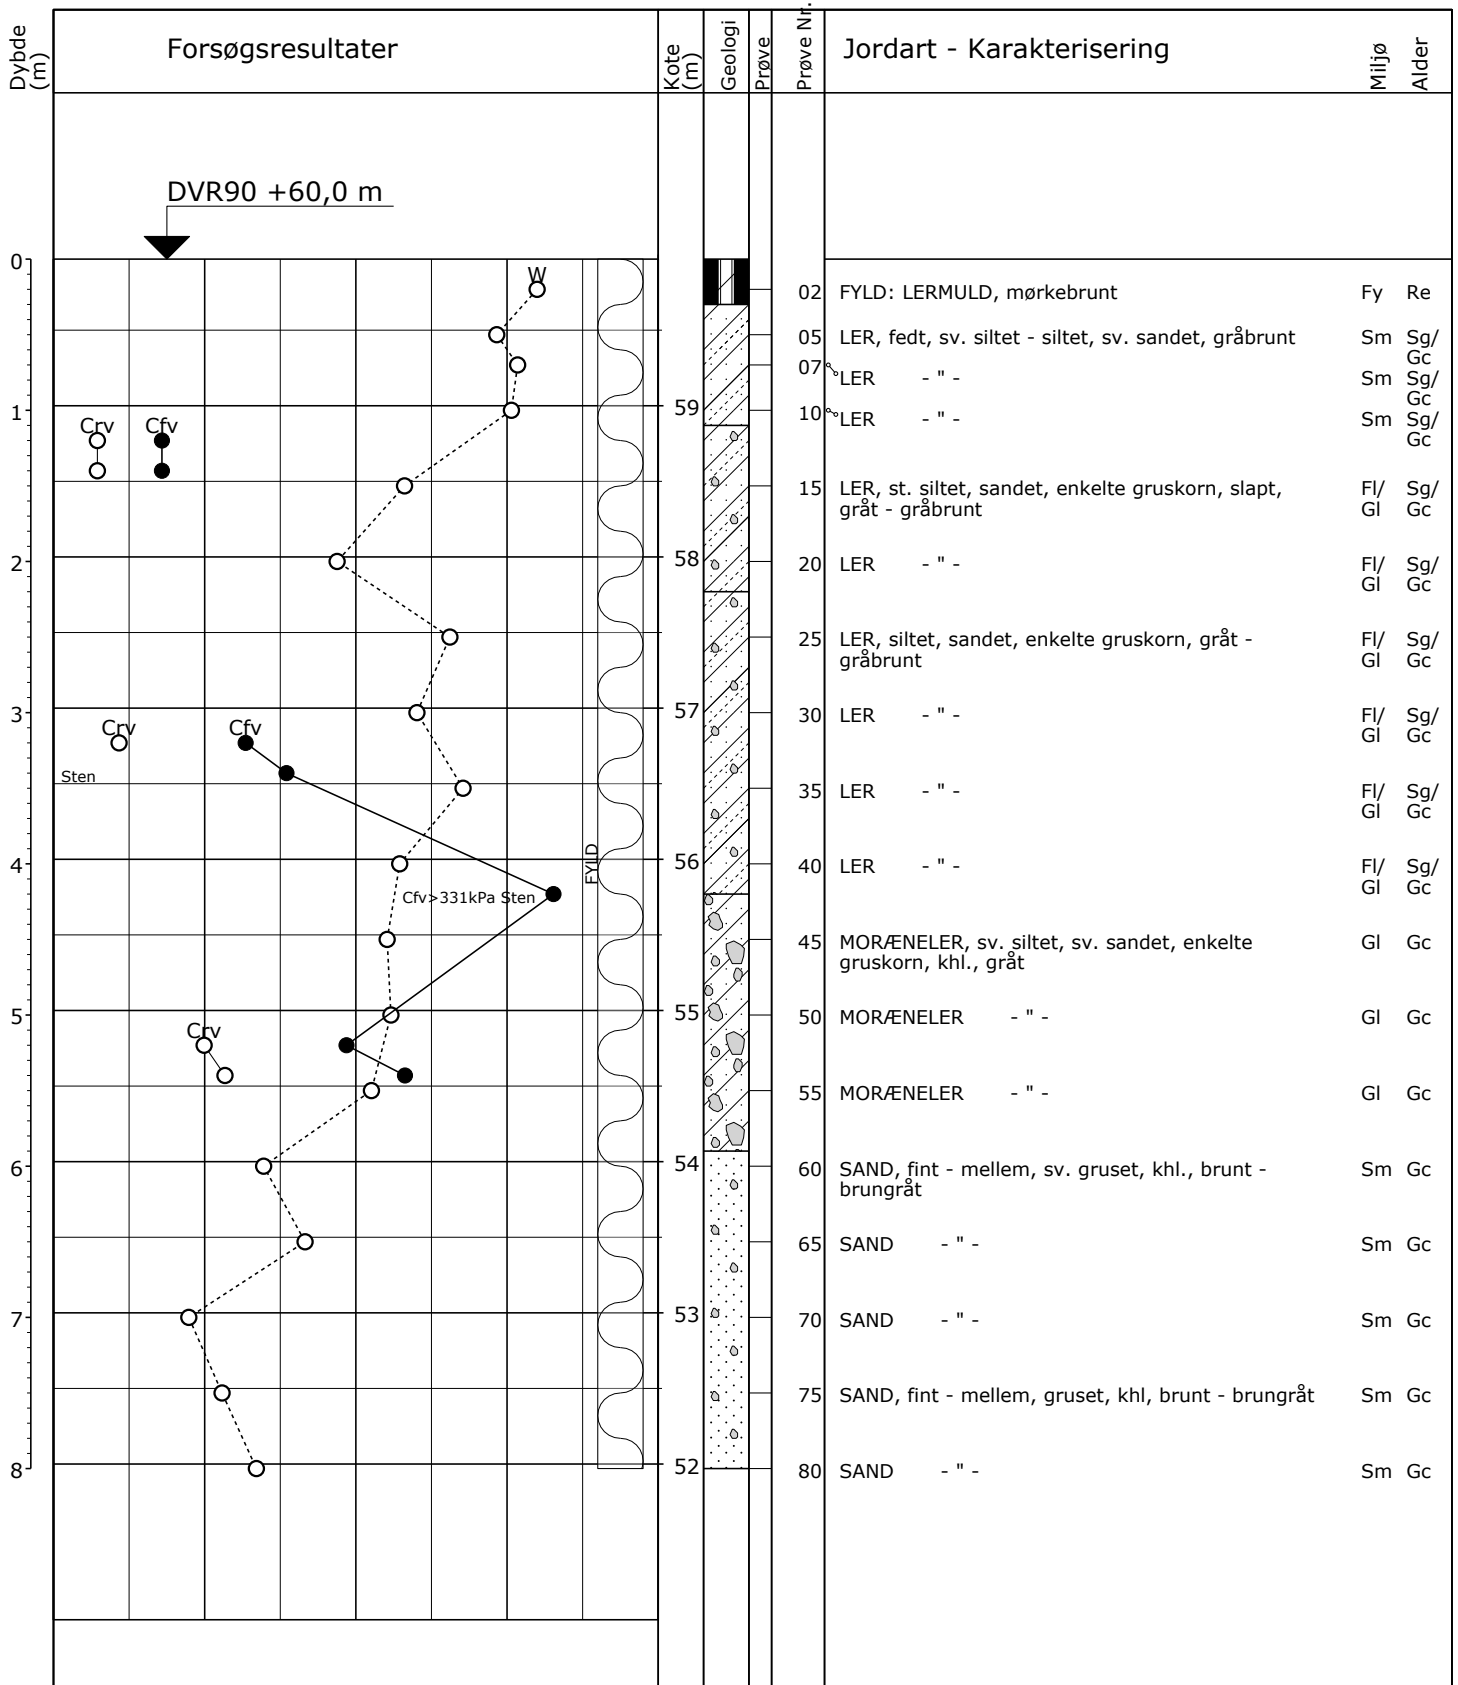 Dybde
(m)
Forsøgsresultater
Kote
(m)
Geologi
Prøve
Prøve Nr.
Jordart - Karakterisering
Miljø
Alder
DVR90 +60,0 m
0
W
02 FYLD: LERMULD, mørkebrunt Fy Re
05 LER, fedt, sv. siltet - siltet, sv. sandet, gråbrunt Sm Sg/
Gc
07 LER - " - Sm Sg/
Gc
1
59
10 LER - " - Sm Sg/
Gc
Crv Cfv
15 LER, st. siltet, sandet, enkelte gruskorn, slapt, Fl/ Sg/
gråt - gråbrunt Gl Gc
2
58
20 LER - " - Fl/ Sg/
Gl Gc
25 LER, siltet, sandet, enkelte gruskorn, gråt - Fl/ Sg/
gråbrunt Gl Gc
3
57
30 LER - " - Fl/ Sg/
Gl Gc
Crv Cfv
Sten
35 LER - " - Fl/ Sg/
Gl Gc
4
FYLD
56
40 LER - " - Fl/ Sg/
Gl Gc
Cfv>331kPa Sten
45 MORÆNELER, sv. siltet, sv. sandet, enkelte Gl Gc
gruskorn, khl., gråt
5
55
50 MORÆNELER - " - Gl Gc
Crv
55 MORÆNELER - " - Gl Gc
6
54
60 SAND, fint - mellem, sv. gruset, khl., brunt - Sm Gc
brungråt
65 SAND - " - Sm Gc
7
53
70 SAND - " - Sm Gc
75 SAND, fint - mellem, gruset, khl, brunt - brungråt Sm Gc
8
52
80 SAND - " - Sm Gc